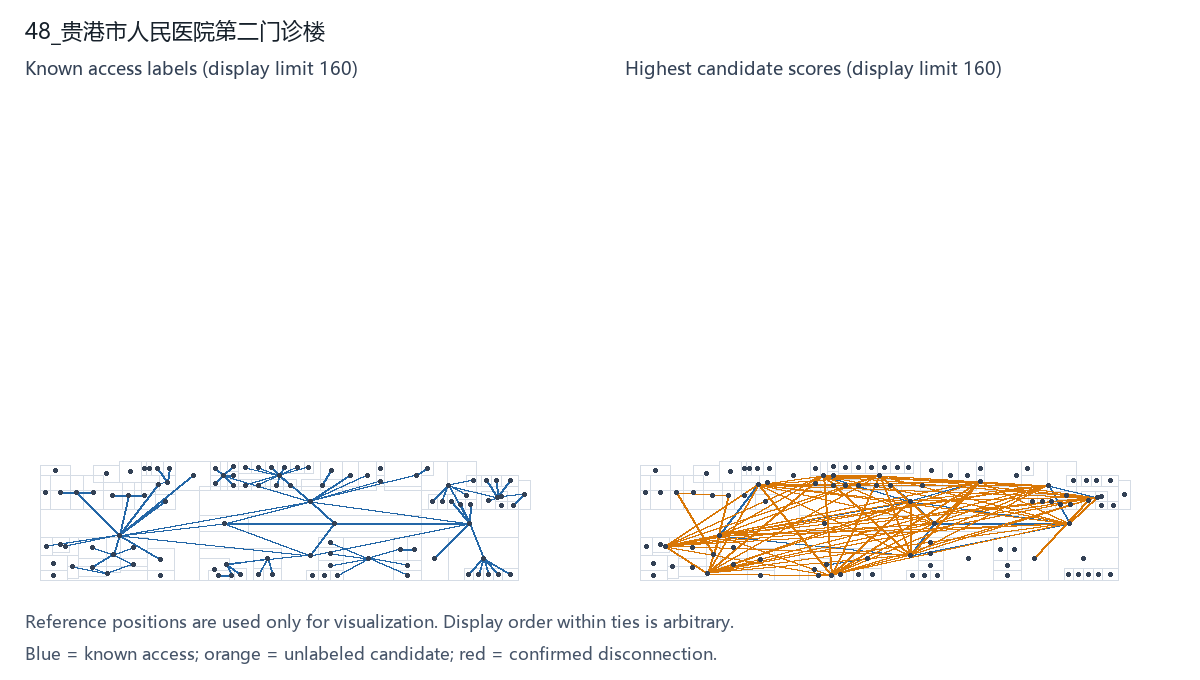 48_贵港市人民医院第二门诊楼
Known access labels (display limit 160)
Highest candidate scores (display limit 160)
Reference positions are used only for visualization. Display order within ties is arbitrary.
Blue = known access; orange = unlabeled candidate; red = confirmed disconnection.